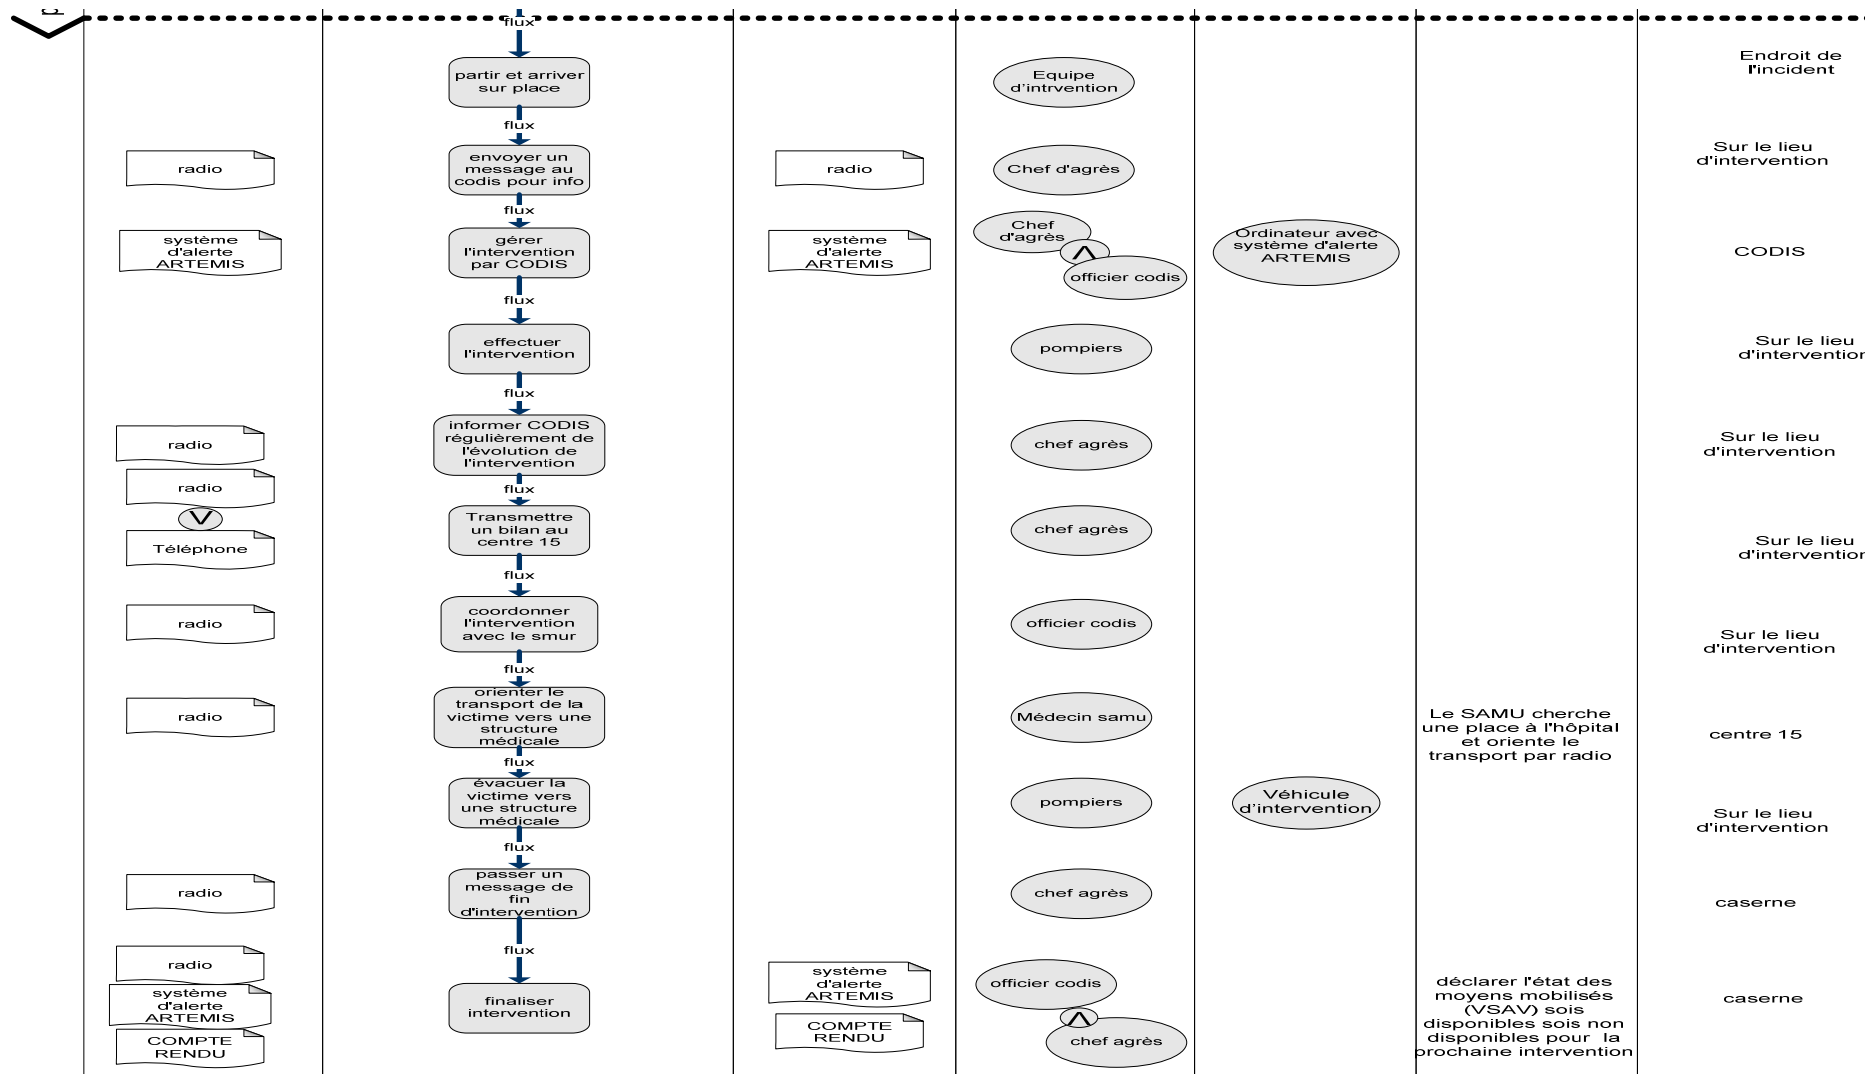 flux
partir et arriver
sur place
Equipe
d'intrvention
Endroit de
l'incident
flux
radio
envoyer un
message au
codis pour info
radio
Chef d'agrès
Sur le lieu
d'intervention
flux
système
d'alerte
ARTEMIS
gérer
l'intervention
par CODIS
système
d'alerte
ARTEMIS
Chef
d'agrès
Λ
officier codis
Ordinateur avec
système d'alerte
ARTEMIS
CODIS
flux
effectuer
l'intervention
pompiers
Sur le lieu
d'intervention
flux
radio
informer CODIS
régulièrement de
l'évolution de
l'intervention
chef agrès
Sur le lieu
d'intervention
flux
radio
V
Téléphone
Transmettre
un bilan au
centre 15
chef agrès
Sur le lieu
d'intervention
flux
radio
coordonner
l'intervention
avec le smur
officier codis
Sur le lieu
d'intervention
flux
radio
orienter le
transport de la
victime vers une
structure
médicale
Médecin samu
Le SAMU cherche
une place à l'hôpital
et oriente le
transport par radio
centre 15
flux
évacuer la
victime vers
une structure
médicale
pompiers
Véhicule
d'intervention
Sur le lieu
d'intervention
flux
radio
passer un
message de
fin
d'intervention
chef agrès
caserne
flux
radio
système
d'alerte
ARTEMIS
COMPTE
RENDU
finaliser
intervention
système
d'alerte
ARTEMIS
COMPTE
RENDU
officier codis
Λ
chef agrès
déclarer l'état des
moyens mobilisés
(VSAV) sois
disponibles sois non
disponibles pour la
prochaine intervention
caserne